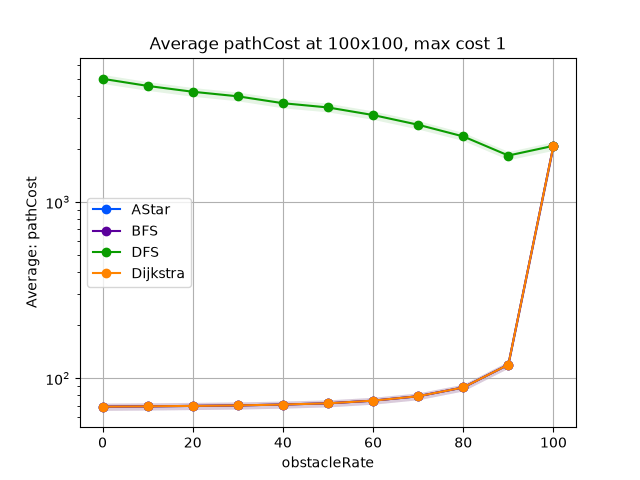 Average pathCost at 100x100, max cost 1
Average: pathCost
10³
10²
AStar
BFS
DFS
Dijkstra
0 20 40 60 80 100
obstacleRate